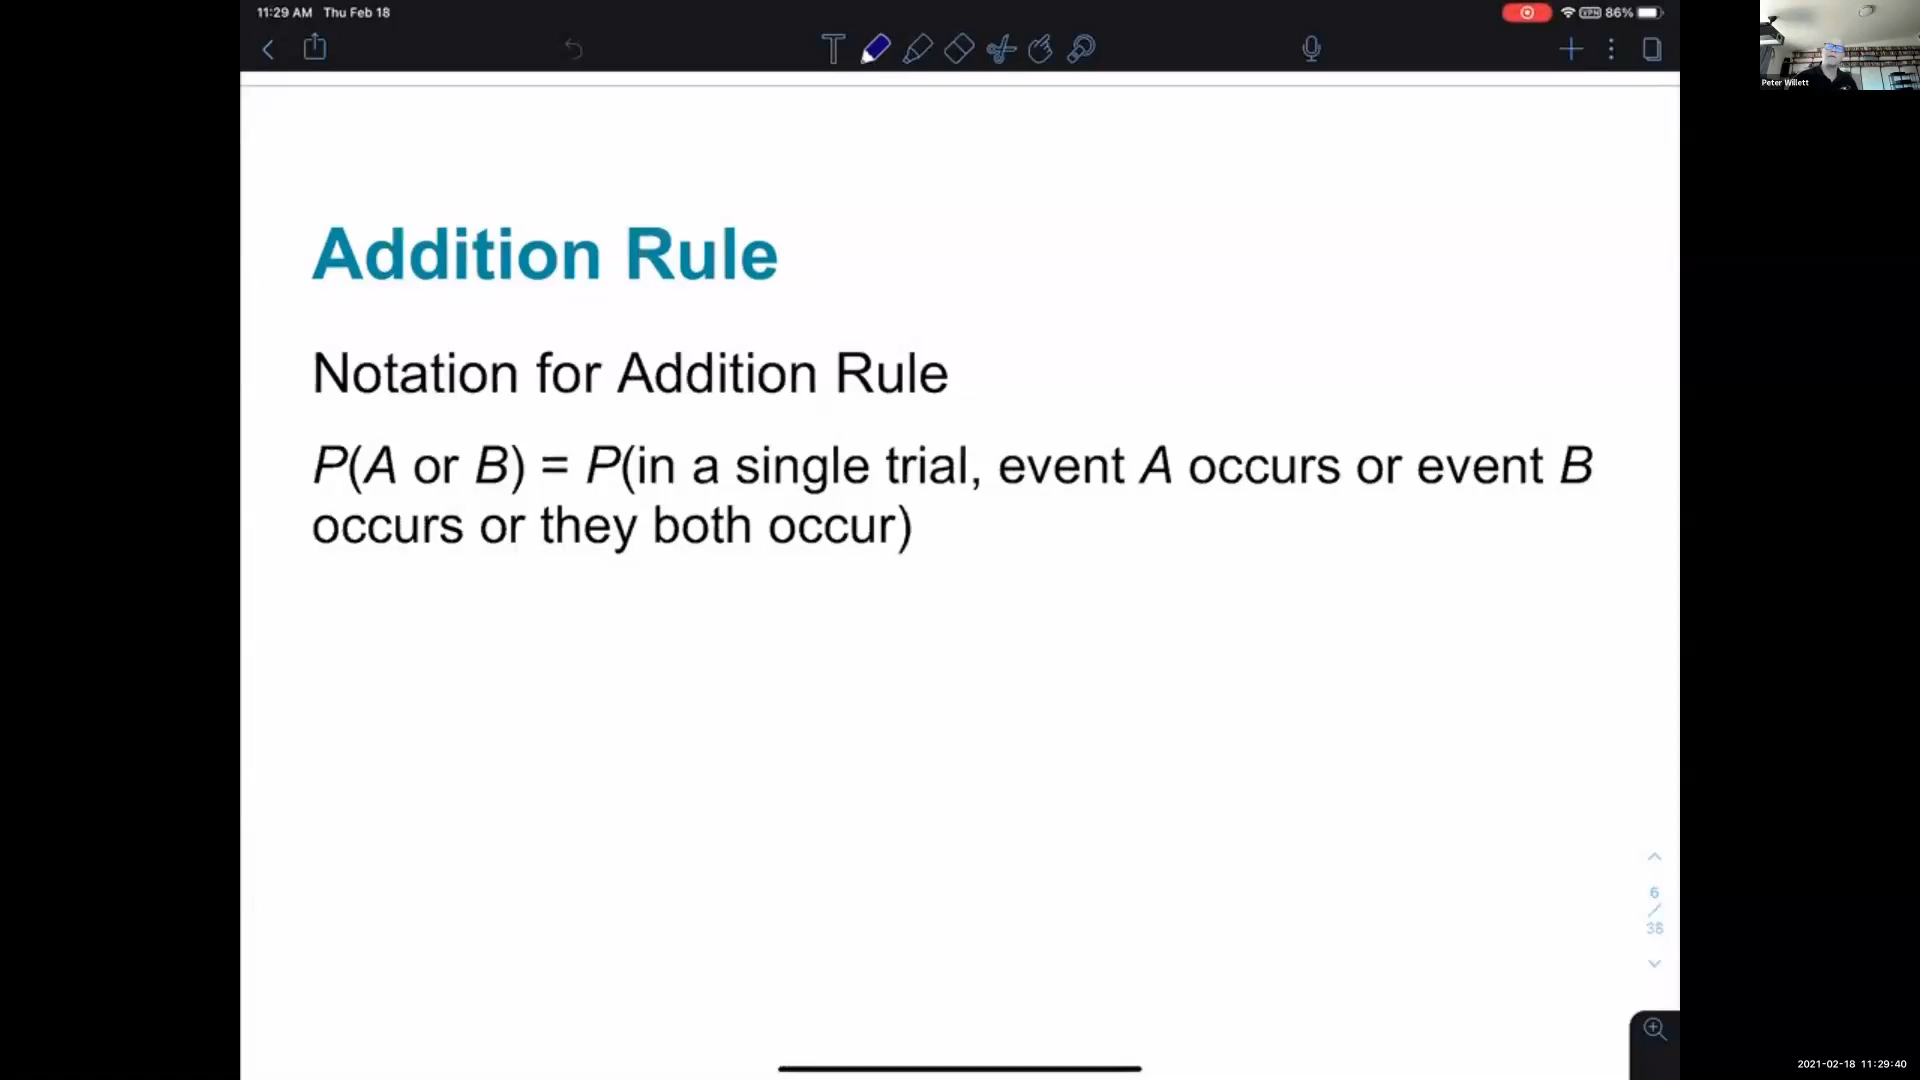 11:29 AM Thu Feb 18
VPN 86%
Peter Willett
Addition Rule
Notation for Addition Rule
P(A or B) = P(in a single trial, event A occurs or event B
occurs or they both occur)
6
/
38
2021-02-18 11:29:40